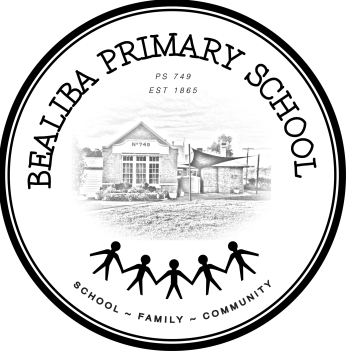 BEALIBA PRIMARY SCHOOL
PS 749
EST 1865
Nº749
SCHOOL ~ FAMILY ~ COMMUNITY